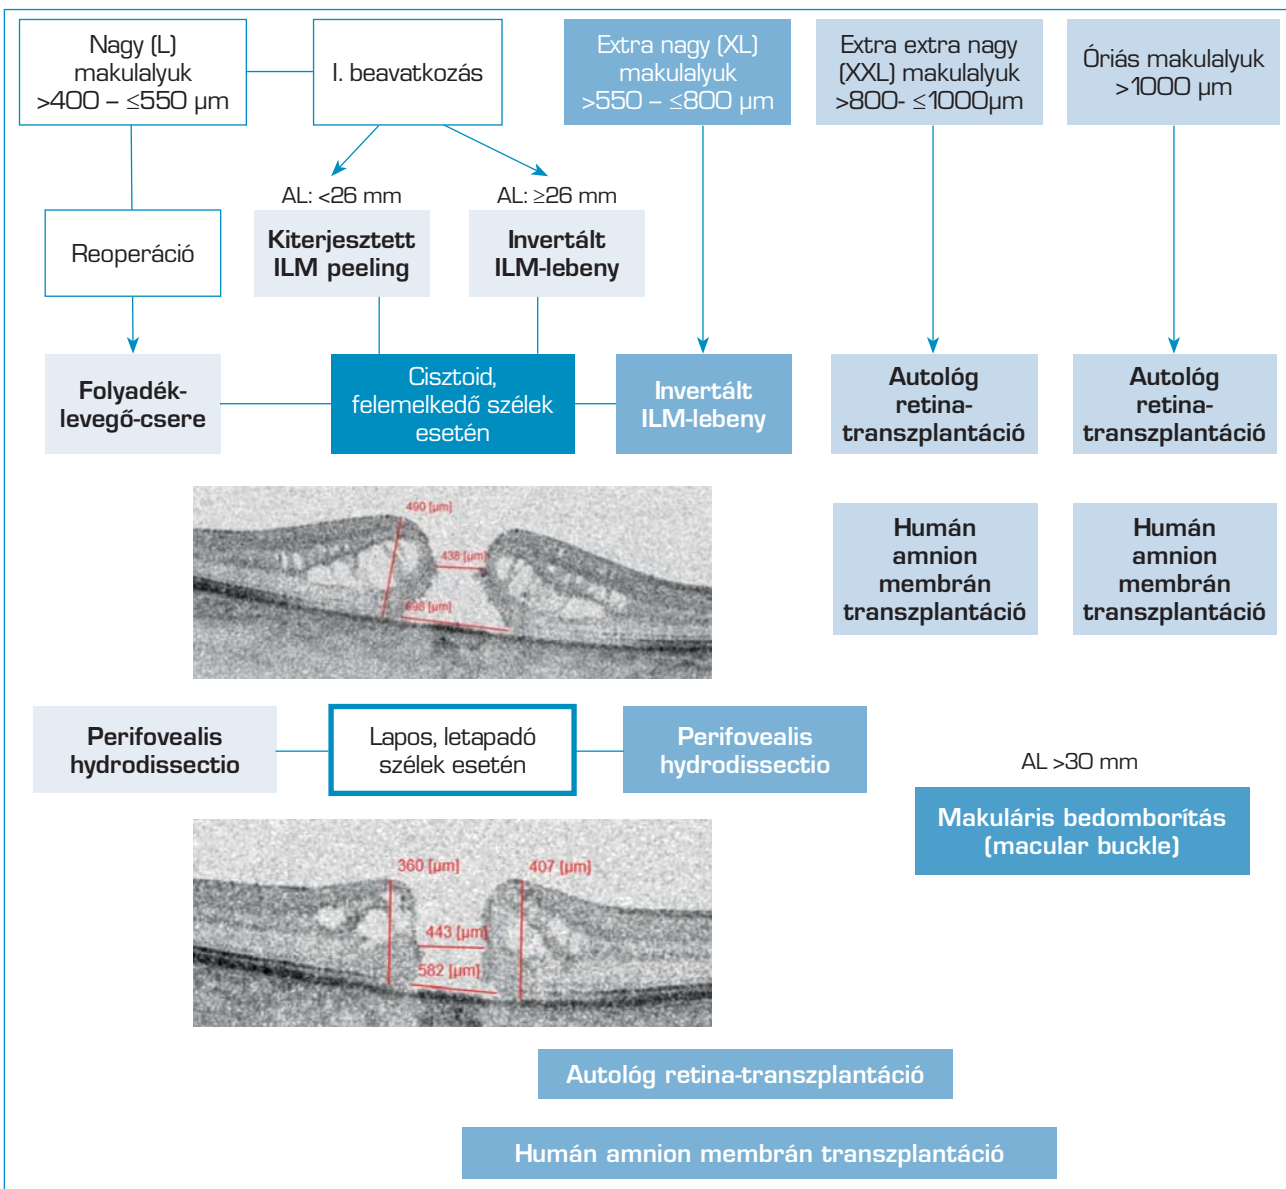 Nagy (L)
makulalyuk
>400 – ≤550 µm
I. beavatkozás
Extra nagy (XL)
makulalyuk
>550 – ≤800 µm
Extra extra nagy
(XXL) makulalyuk
>800- ≤1000µm
Óriás makulalyuk
>1000 µm
AL: <26 mm
AL: ≥26 mm
Reoperáció
Kiterjesztett
ILM peeling
Invertált
ILM-lebeny
Folyadék-
levegő-csere
Cisztoid,
felemelkedő szélek
esetén
Invertált
ILM-lebeny
Autológ
retina-
transzplantáció
Autológ
retina-
transzplantáció
490 [µm]
438 [µm]
698 [µm]
Humán
amnion
membrán
transzplantáció
Humán
amnion
membrán
transzplantáció
Perifovealis
hydrodissectio
Lapos, letapadó
szélek esetén
Perifovealis
hydrodissectio
AL >30 mm
Makuláris bedomborítás
(macular buckle)
360 [µm]
407 [µm]
443 [µm]
582 [µm]
Autológ retina-transzplantáció
Humán amnion membrán transzplantáció